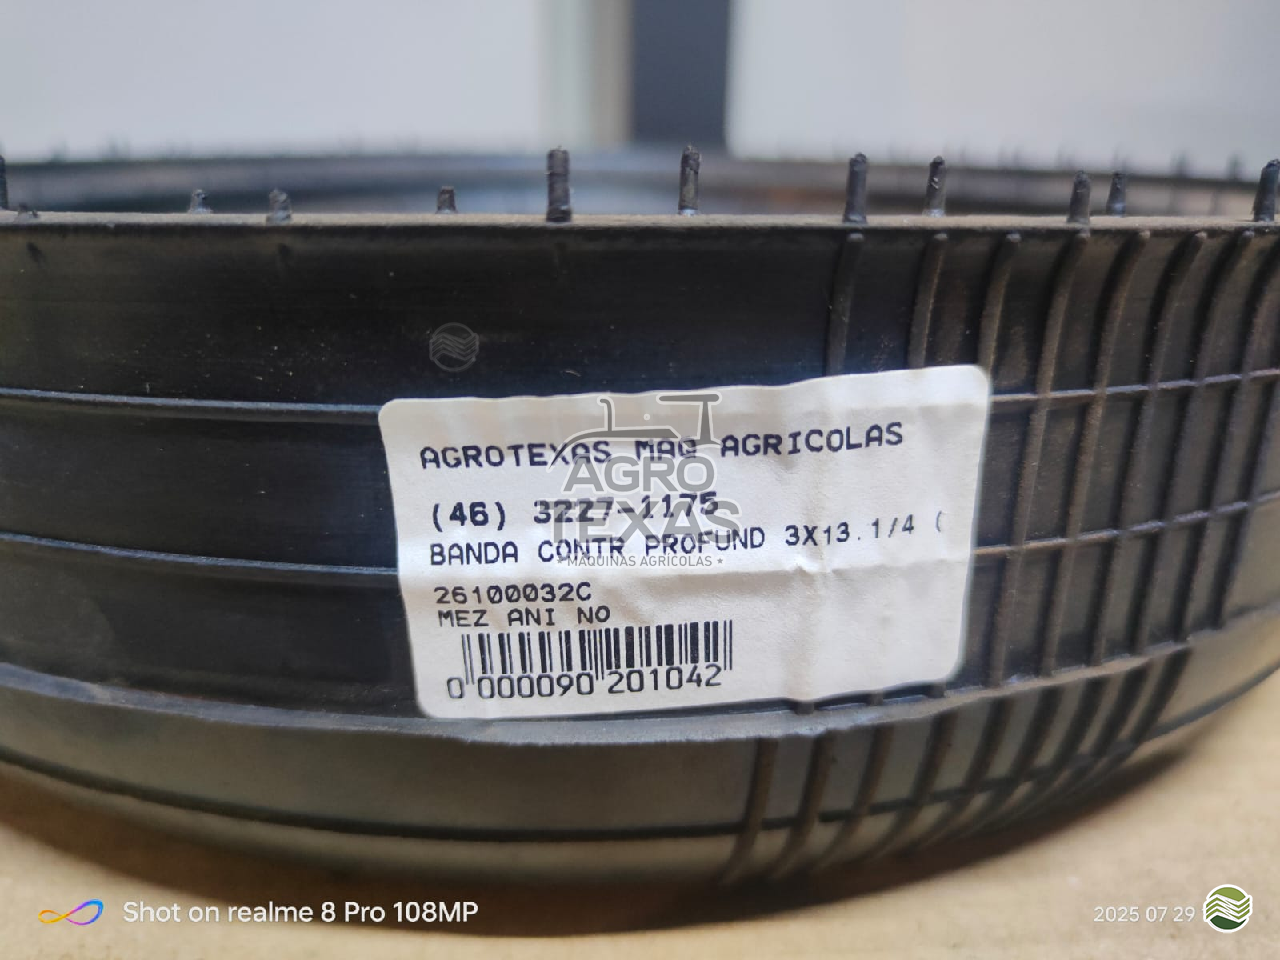 AGROTEXAS MAQ AGRICOLAS
(46) 3227-1175
BANDA CONTR PROFUND 3X13.1/4 (
26100032C
MEZ ANI NO
0 000090 201042
AGRO
TEXAS
MÁQUINAS AGRÍCOLAS
Shot on realme 8 Pro 108MP
2025 07 29